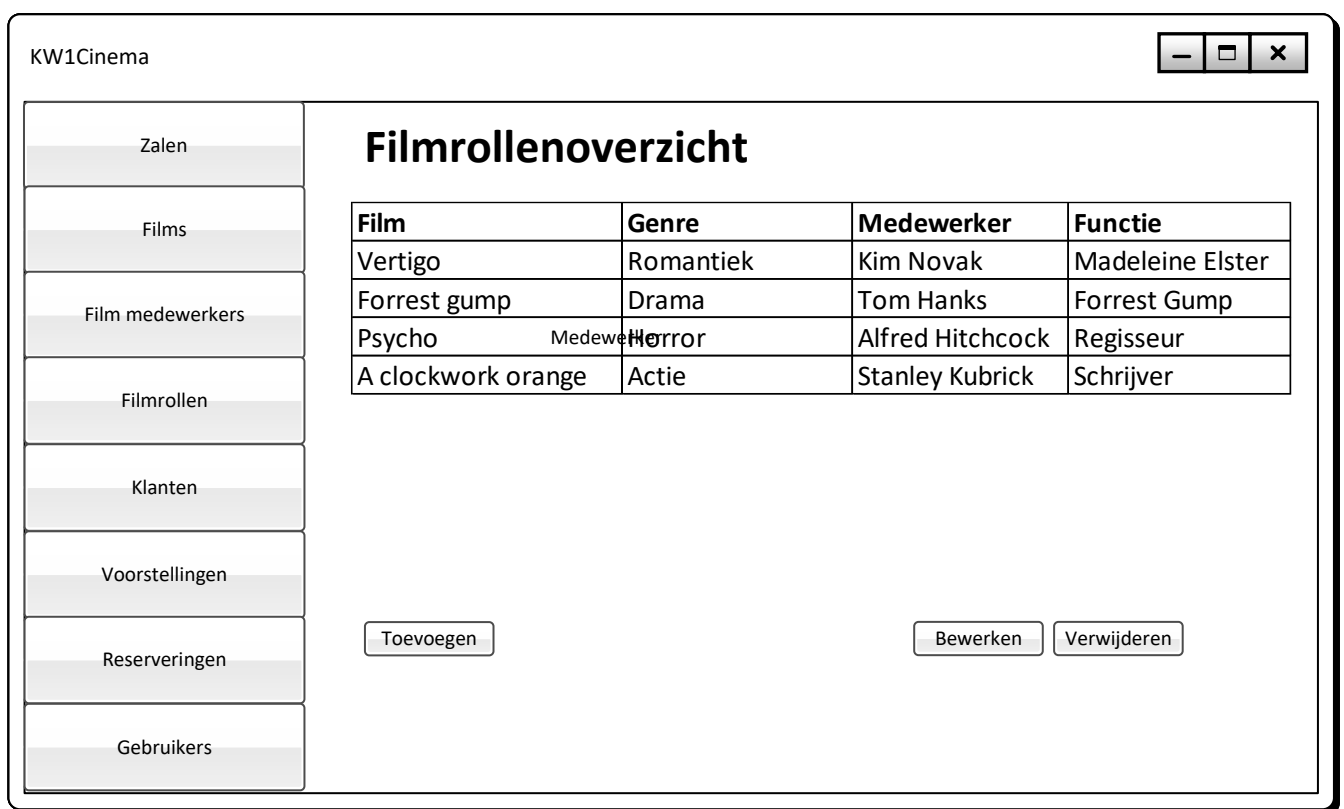 KW1Cinema
Zalen
Films
Film medewerkers
Filmrollen
Klanten
Voorstellingen
Reserveringen
Gebruikers
Filmrollenoverzicht
Film Genre Medewerker Functie
Vertigo Romantiek Kim Novak Madeleine Elster
Forrest gump Drama Tom Hanks Forrest Gump
Psycho Medewerker Horror Alfred Hitchcock Regisseur
A clockwork orange Actie Stanley Kubrick Schrijver
Toevoegen Bewerken Verwijderen